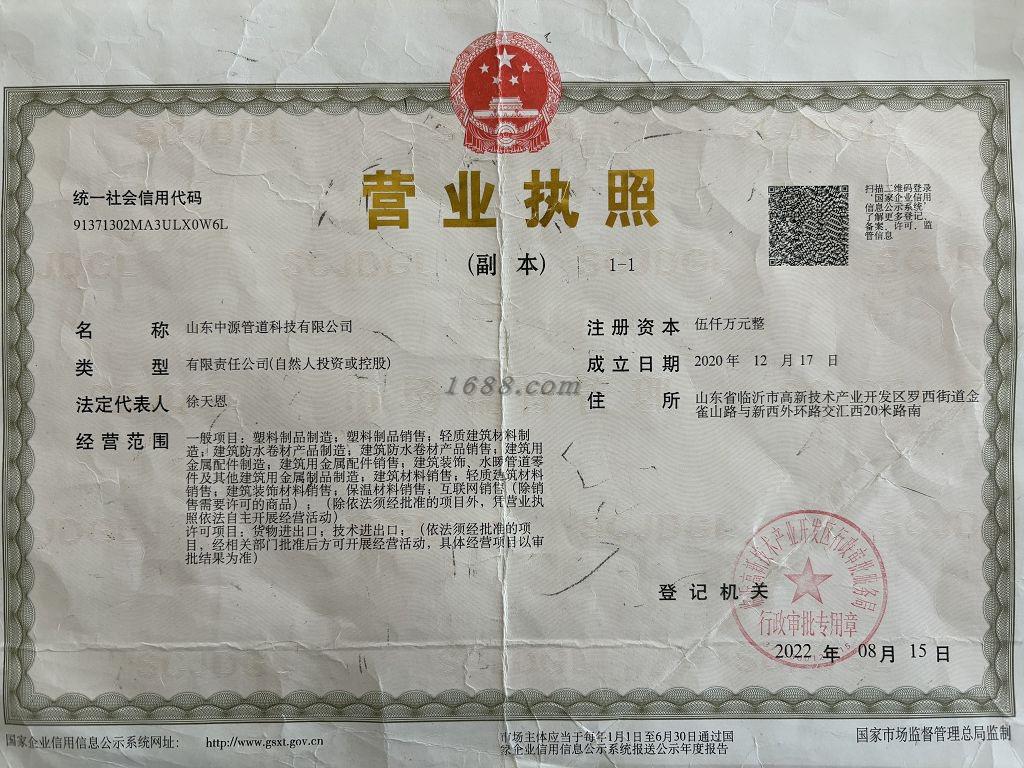 营业执照
(副 本) 1-1
统一社会信用代码
91371302MA3ULX0W6L
扫描二维码登录
'国家企业信用
信息公示系统'
了解更多登记、
备案、许可、监
管信息
名 称 山东中源管道科技有限公司
类 型 有限责任公司(自然人投资或控股)
法定代表人 徐天恩
经营范围 一般项目：塑料制品制造；塑料制品销售；轻质建筑材料制
造；建筑防水卷材产品制造；建筑防水卷材产品销售；建筑用
金属配件制造；建筑用金属配件销售；建筑装饰、水暖管道零
件及其他建筑用金属制品制造；建筑材料销售；轻质建筑材料
销售；建筑装饰材料销售；保温材料销售；互联网销售（除销
售需要许可的商品）；（除依法须经批准的项目外，凭营业执
照依法自主开展经营活动）
许可项目：货物进出口；技术进出口；（依法须经批准的项
目，经相关部门批准后方可开展经营活动，具体经营项目以审
批结果为准）
注册资本 伍仟万元整
成立日期 2020 年 12 月 17 日
住 所 山东省临沂市高新技术产业开发区罗西街道金
雀山路与新西外环路交汇西20米路南
1688.com
登记机关
高新技术产业开发区行政审批服务局
行政审批专用章
2022 年 08 月 15 日
国家企业信用信息公示系统网址： http://www.gsxt.gov.cn
市场主体应当于每年1月1日至6月30日通过国
家企业信用信息公示系统报送公示年度报告
国家市场监督管理总局监制